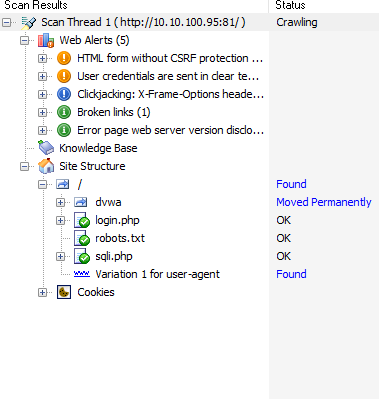 Scan Results Status
Scan Thread 1 ( http://10.10.100.95:81/ ) Crawling
Web Alerts (5)
HTML form without CSRF protection ...
User credentials are sent in clear te...
Clickjacking: X-Frame-Options heade...
Broken links (1)
Error page web server version disclo...
Knowledge Base
Site Structure
/ Found
dvwa Moved Permanently
login.php OK
robots.txt OK
sqli.php OK
Variation 1 for user-agent Found
Cookies